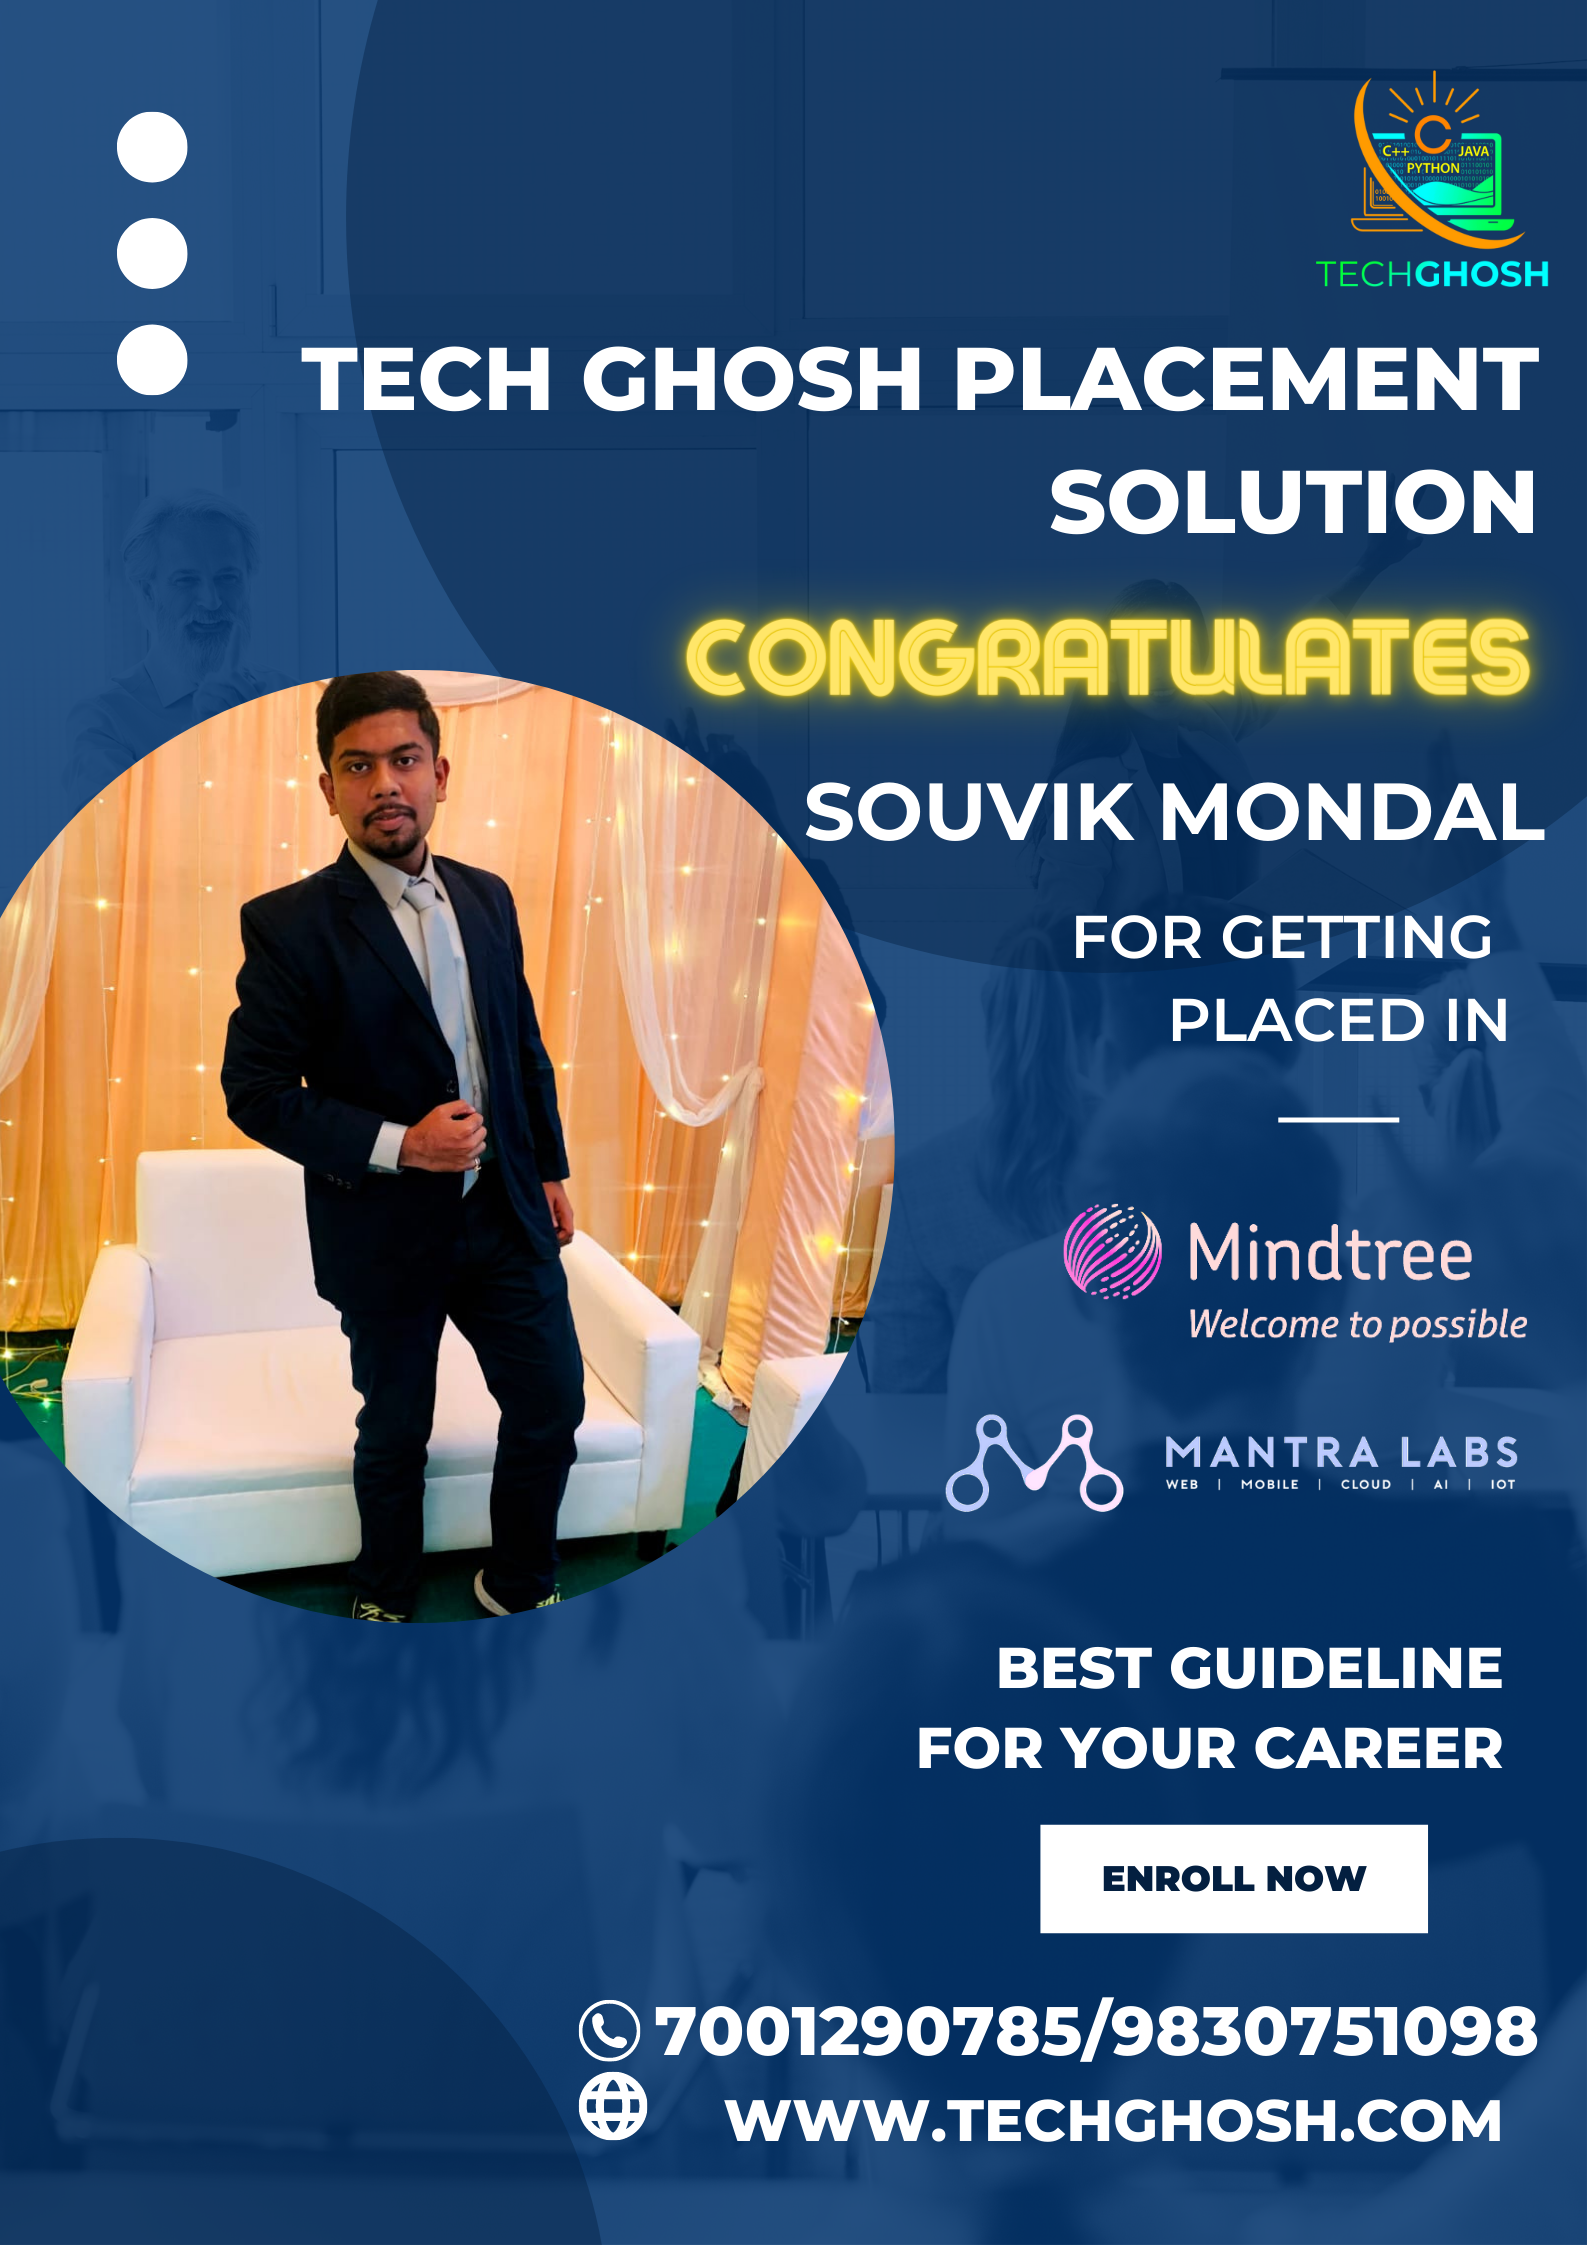 C
C++ JAVA
PYTHON
TECHGHOSH
TECH GHOSH PLACEMENT
SOLUTION
CONGRATULATES
SOUVIK MONDAL
FOR GETTING
PLACED IN
Mindtree
Welcome to possible
MANTRA LABS
WEB | MOBILE | CLOUD | AI | IOT
BEST GUIDELINE
FOR YOUR CAREER
ENROLL NOW
7001290785/9830751098
WWW.TECHGHOSH.COM